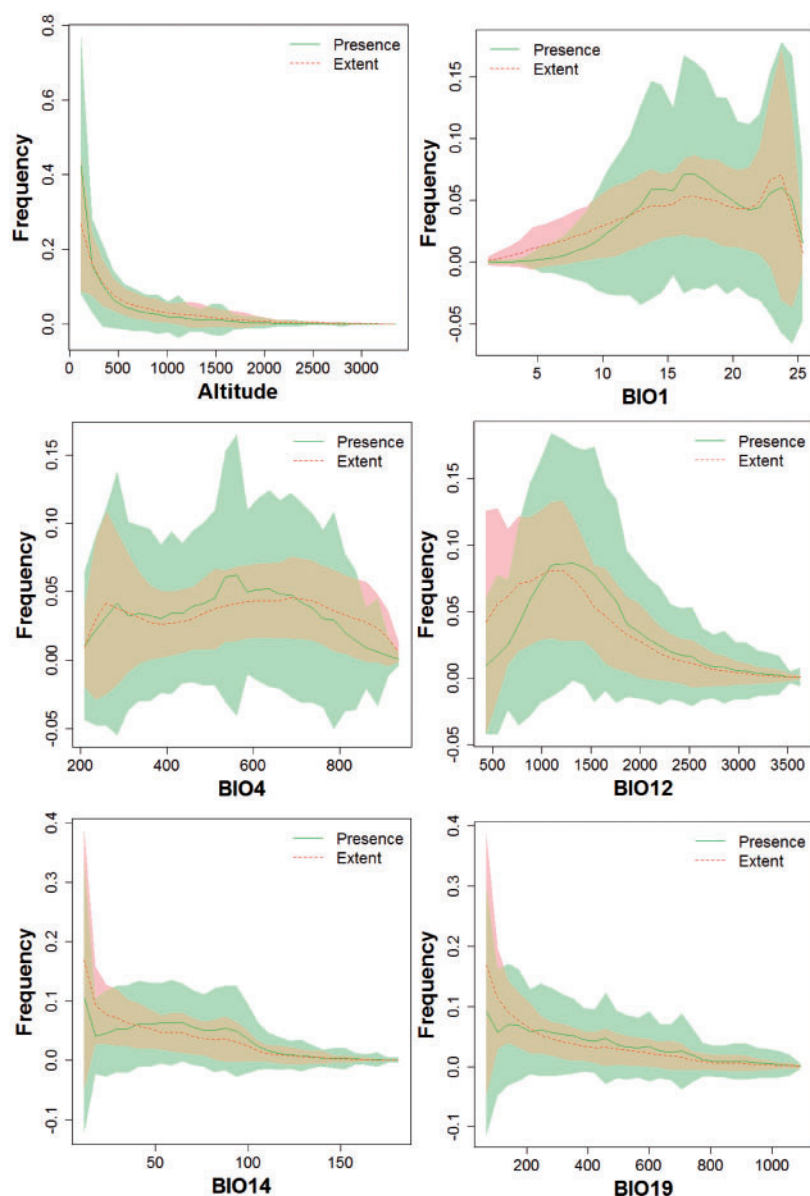 Presence
Extent
Frequency
0.0 0.2 0.4 0.6 0.8
0 500 1000 1500 2000 2500 3000
Altitude
Presence
Extent
Frequency
-0.05 0.00 0.05 0.10 0.15
5 10 15 20 25
BIO1
Presence
Extent
Frequency
-0.05 0.00 0.05 0.10 0.15
200 400 600 800
BIO4
Presence
Extent
Frequency
-0.05 0.00 0.05 0.10 0.15
500 1000 1500 2000 2500 3000 3500
BIO12
Presence
Extent
Frequency
-0.1 0.0 0.1 0.2 0.3 0.4
50 100 150
BIO14
Presence
Extent
Frequency
-0.1 0.0 0.1 0.2 0.3 0.4
200 400 600 800 1000
BIO19